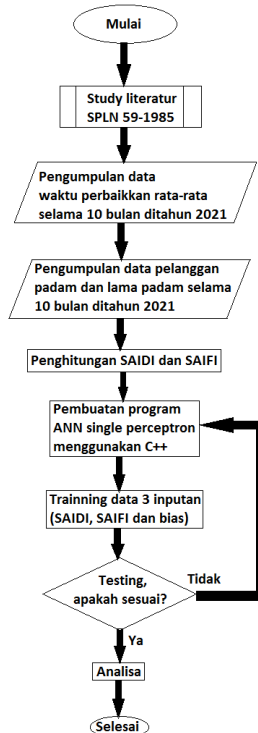 Mulai
Study literatur
SPLN 59-1985
Pengumpulan data
waktu perbaikkan rata-rata
selama 10 bulan ditahun 2021
Pengumpulan data pelanggan
padam dan lama padam selama
10 bulan ditahun 2021
Penghitungan SAIDI dan SAIFI
Pembuatan program
ANN single perceptron
menggunakan C++
Trainning data 3 inputan
(SAIDI, SAIFI dan bias)
Testing,
apakah sesuai?
Tidak
Ya
Analisa
Selesai